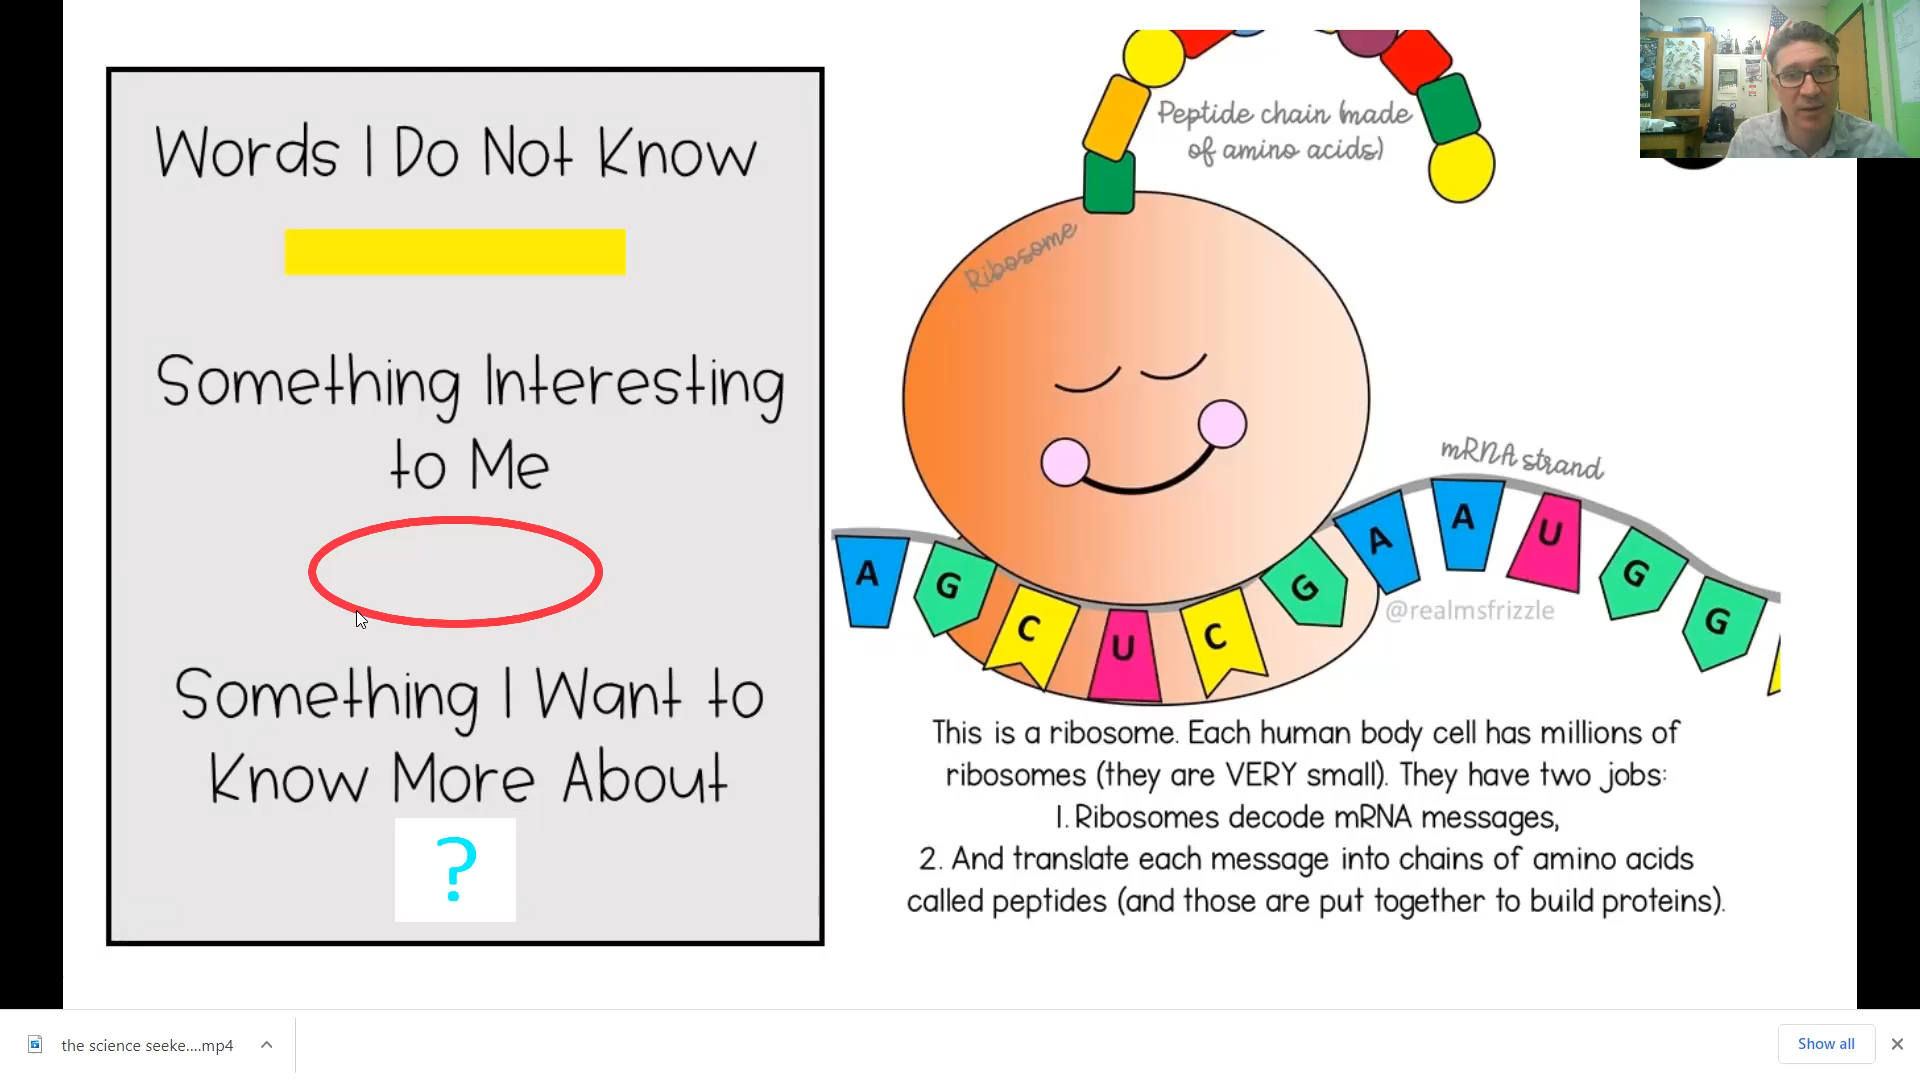 Words I Do Not Know
Something Interesting
to Me
Something I Want to
Know More About
?
Peptide chain (made
of amino acids)
Ribosome
mRNA strand
A
G
C
U
C
G
A
A
U
G
G
@realmsfrizzle
This is a ribosome. Each human body cell has millions of
ribosomes (they are VERY small). They have two jobs:
1. Ribosomes decode mRNA messages,
2. And translate each message into chains of amino acids
called peptides (and those are put together to build proteins).
the science seeke....mp4
Show all